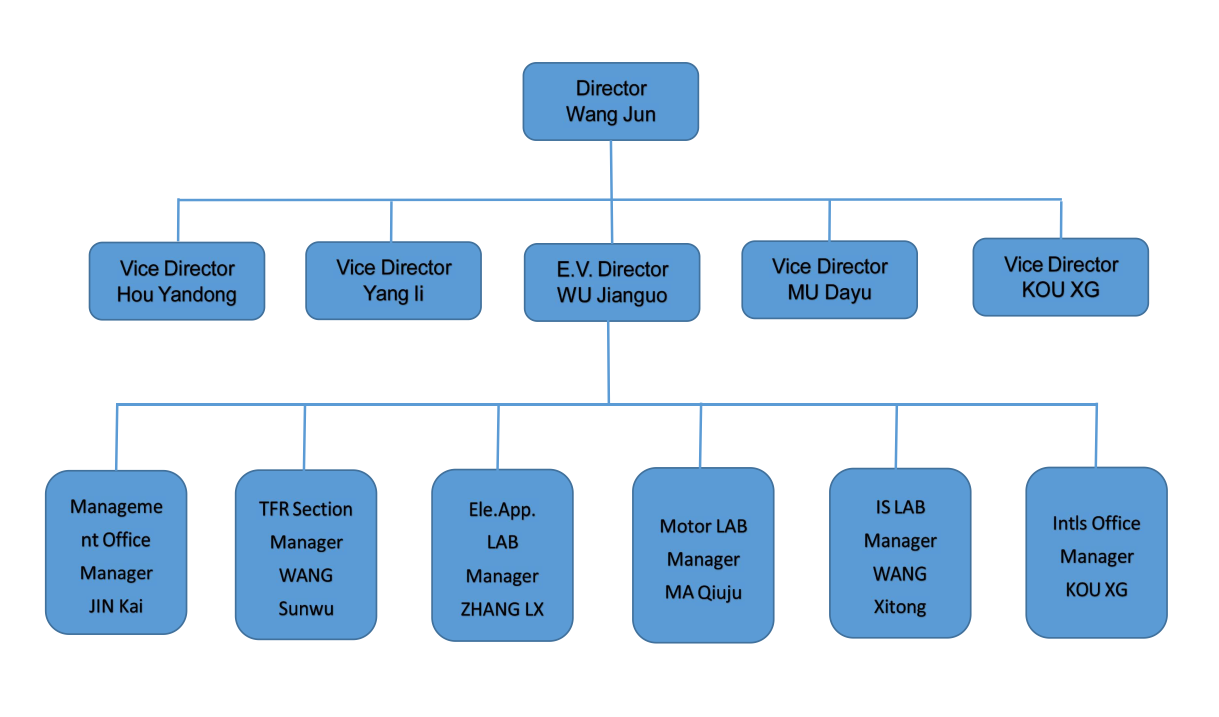 Director
Wang Jun
Vice Director
Hou Yandong
Vice Director
Yang li
E.V. Director
WU Jianguo
Vice Director
MU Dayu
Vice Director
KOU XG
Manageme
nt Office
Manager
JIN Kai
TFR Section
Manager
WANG
Sunwu
Ele.App.
LAB
Manager
ZHANG LX
Motor LAB
Manager
MA Qiuju
IS LAB
Manager
WANG
Xitong
Intls Office
Manager
KOU XG